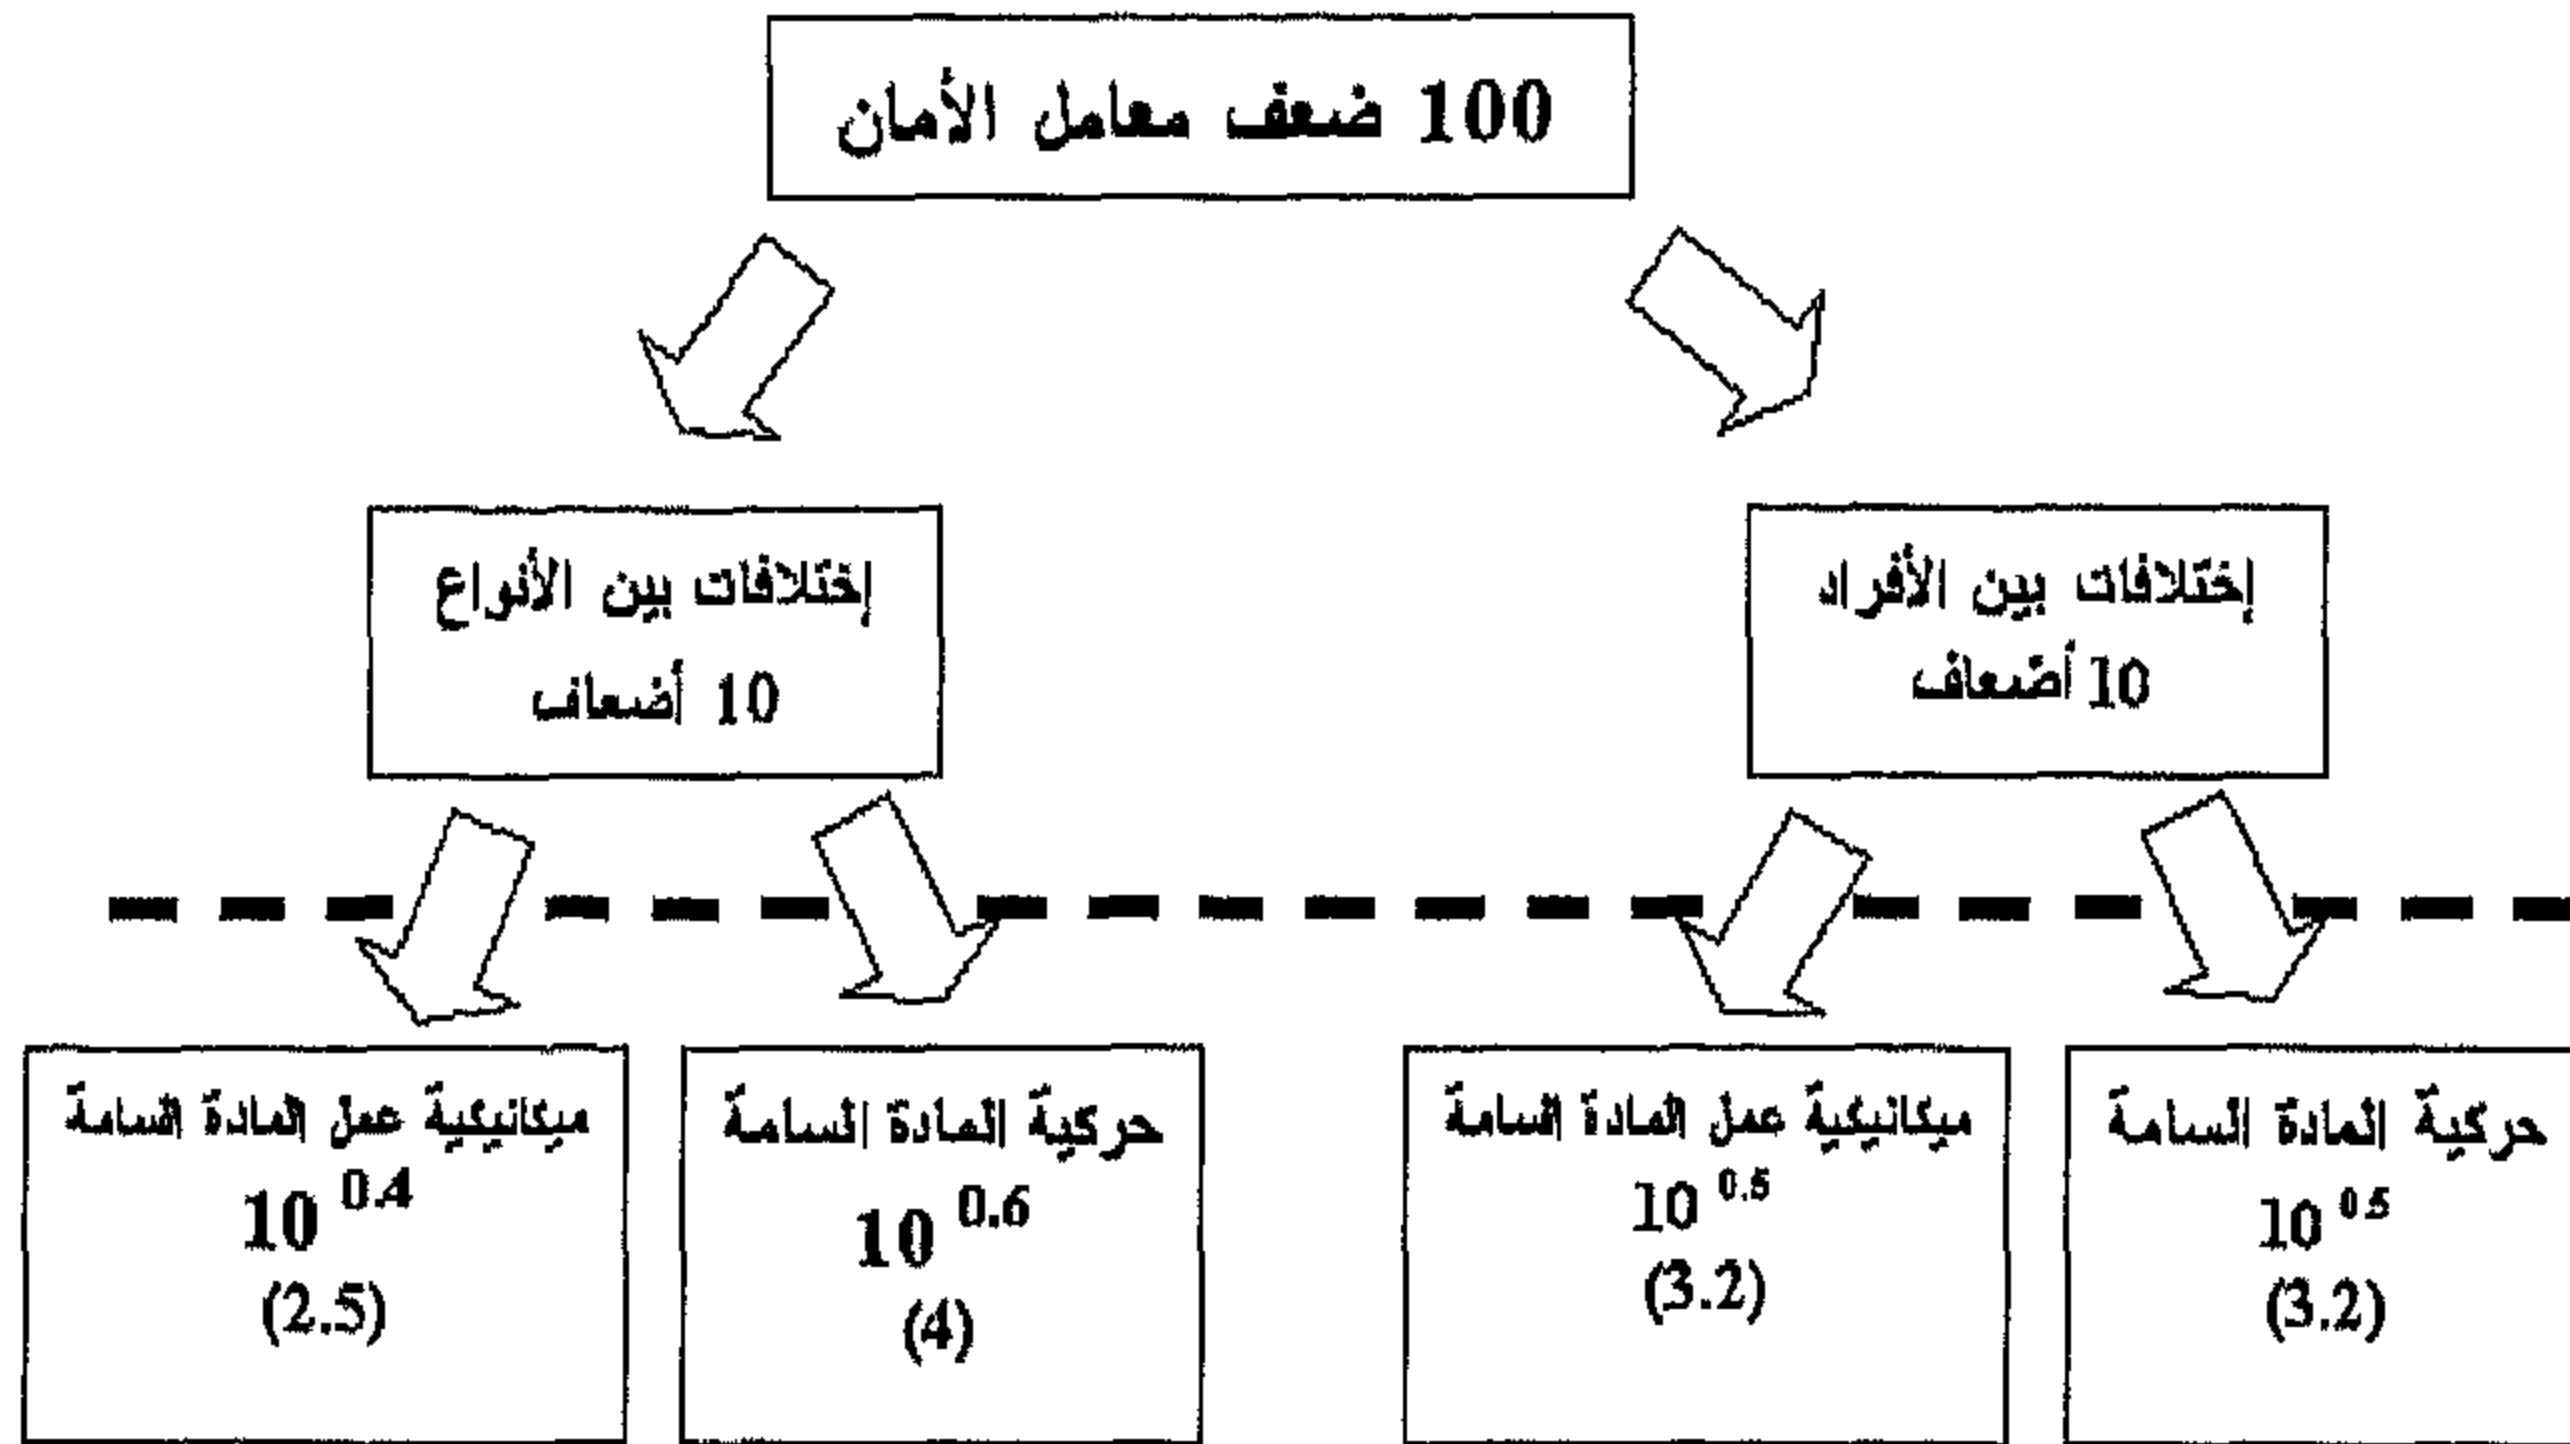 100 ضعف معامل الأمان
إختلافات بين الأفراد
10 أضعاف
إختلافات بين الأنواع
10 أضعاف
حركية المادة السامة
10 ^0.5
(3.2)
ميكانيكية عمل المادة السامة
10 ^0.5
(3.2)
حركية المادة السامة
10 ^0.6
(4)
ميكانيكية عمل المادة السامة
10 ^0.4
(2.5)